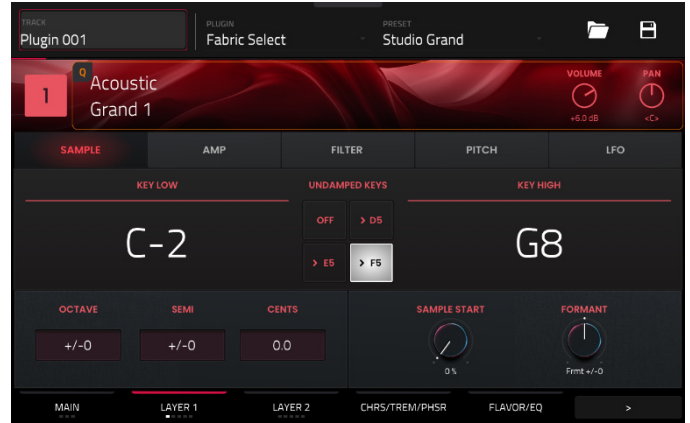 TRACK
Plugin 001
PLUGIN
Fabric Select
PRESET
Studio Grand
1
Q
Acoustic
Grand 1
VOLUME
+6.0 dB
PAN
<C>
SAMPLE
AMP
FILTER
PITCH
LFO
KEY LOW
C-2
UNDAMPED KEYS
OFF
> D5
> E5
> F5
KEY HIGH
G8
OCTAVE
+/-0
SEMI
+/-0
CENTS
0.0
SAMPLE START
0 %
FORMANT
Frmt +/-0
MAIN
LAYER 1
LAYER 2
CHRS/TREM/PHSR
FLAVOR/EQ
>